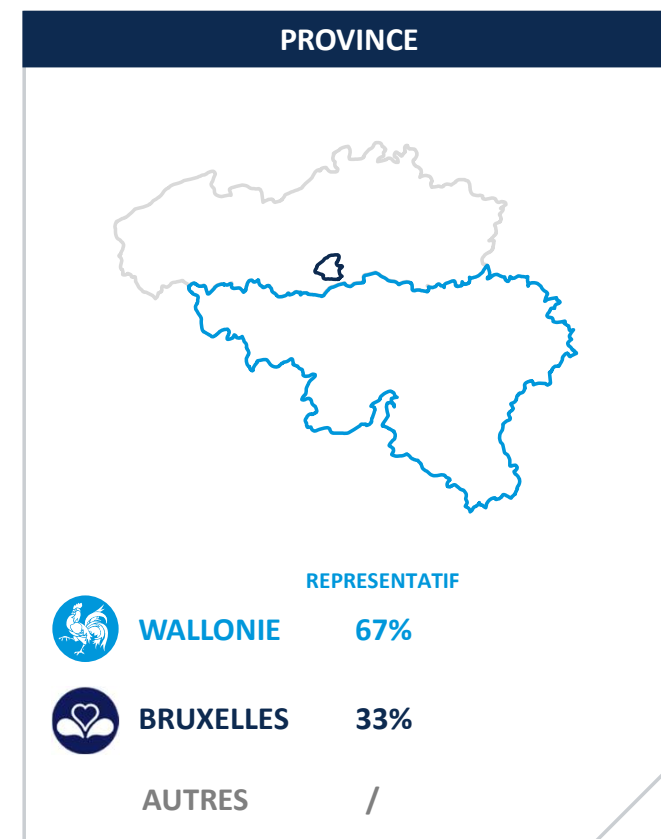 PROVINCE
REPRESENTATIF
WALLONIE 67%
BRUXELLES 33%
AUTRES /